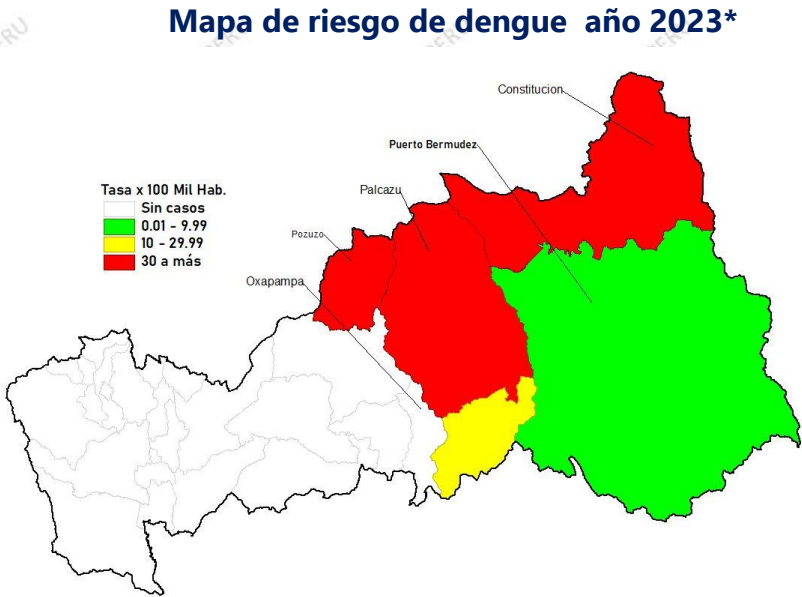 Mapa de riesgo de dengue año 2023*
Constitucion
Puerto Bermudez
Palcazu
Pozuzo
Oxapampa
Tasa x 100 Mil Hab.
Sin casos
0.01 - 9.99
10 - 29.99
30 a más